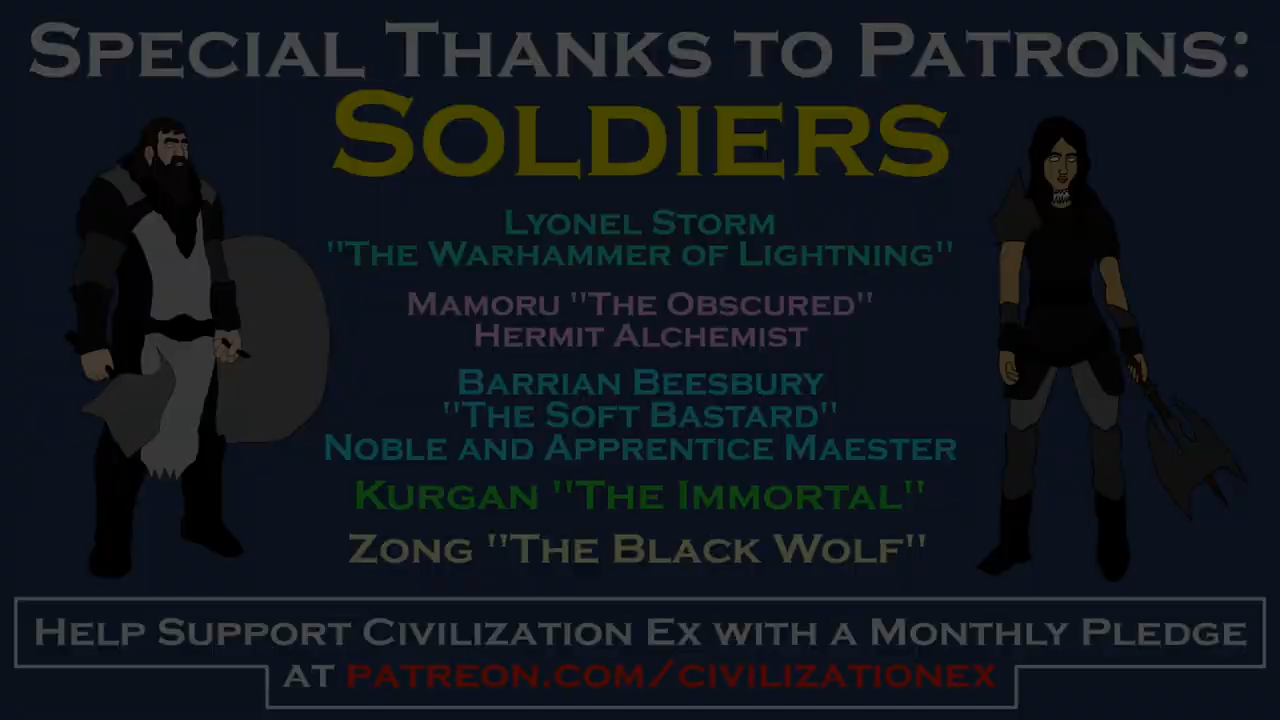 Special Thanks to Patrons:
Soldiers
Lyonel Storm
"The Warhammer of Lightning"
Mamoru "The Obscured"
Hermit Alchemist
Barrian Beesbury
"The Soft Bastard"
Noble and Apprentice Maester
Kurgan "The Immortal"
Zong "The Black Wolf"
Help Support Civilization Ex with a Monthly Pledge
at patreon.com/civilizationex